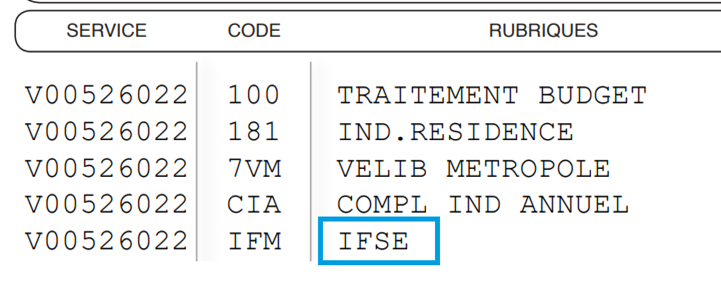 SERVICE CODE RUBRIQUES
V00526022 100 TRAITEMENT BUDGET
V00526022 181 IND.RESIDENCE
V00526022 7VM VELIB METROPOLE
V00526022 CIA COMPL IND ANNUEL
V00526022 IFM IFSE